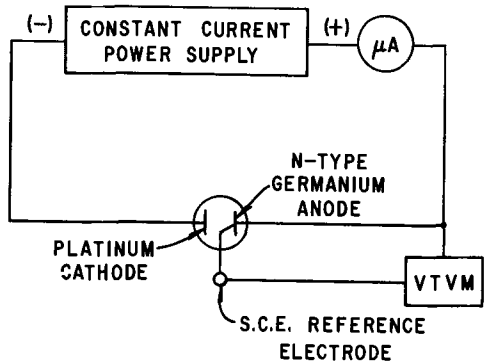 (-)
CONSTANT CURRENT
POWER SUPPLY
(+)
μA
N-TYPE
GERMANIUM
ANODE
PLATINUM
CATHODE
VTVM
S.C.E. REFERENCE
ELECTRODE